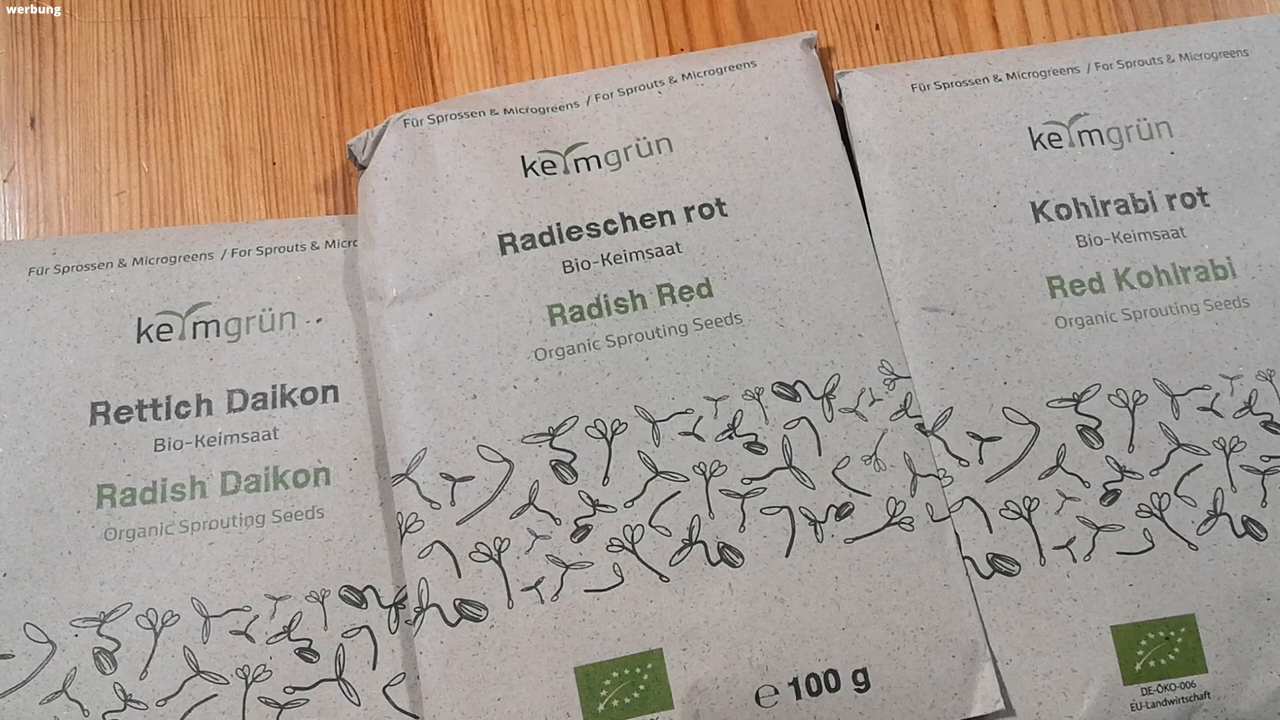 werbung
Für Sprossen & Microgreens / For Sprouts & Micro
keimgrün
Rettich Daikon
Bio-Keimsaat
Radish Daikon
Organic Sprouting Seeds
Für Sprossen & Microgreens / For Sprouts & Microgreens
keimgrün
Radieschen rot
Bio-Keimsaat
Radish Red
Organic Sprouting Seeds
℮ 100 g
Für Sprossen & Microgreens / For Sprouts & Microgreens
keimgrün
Kohlrabi rot
Bio-Keimsaat
Red Kohlrabi
Organic Sprouting Seeds
DE-ÖKO-006
EU-Landwirtschaft